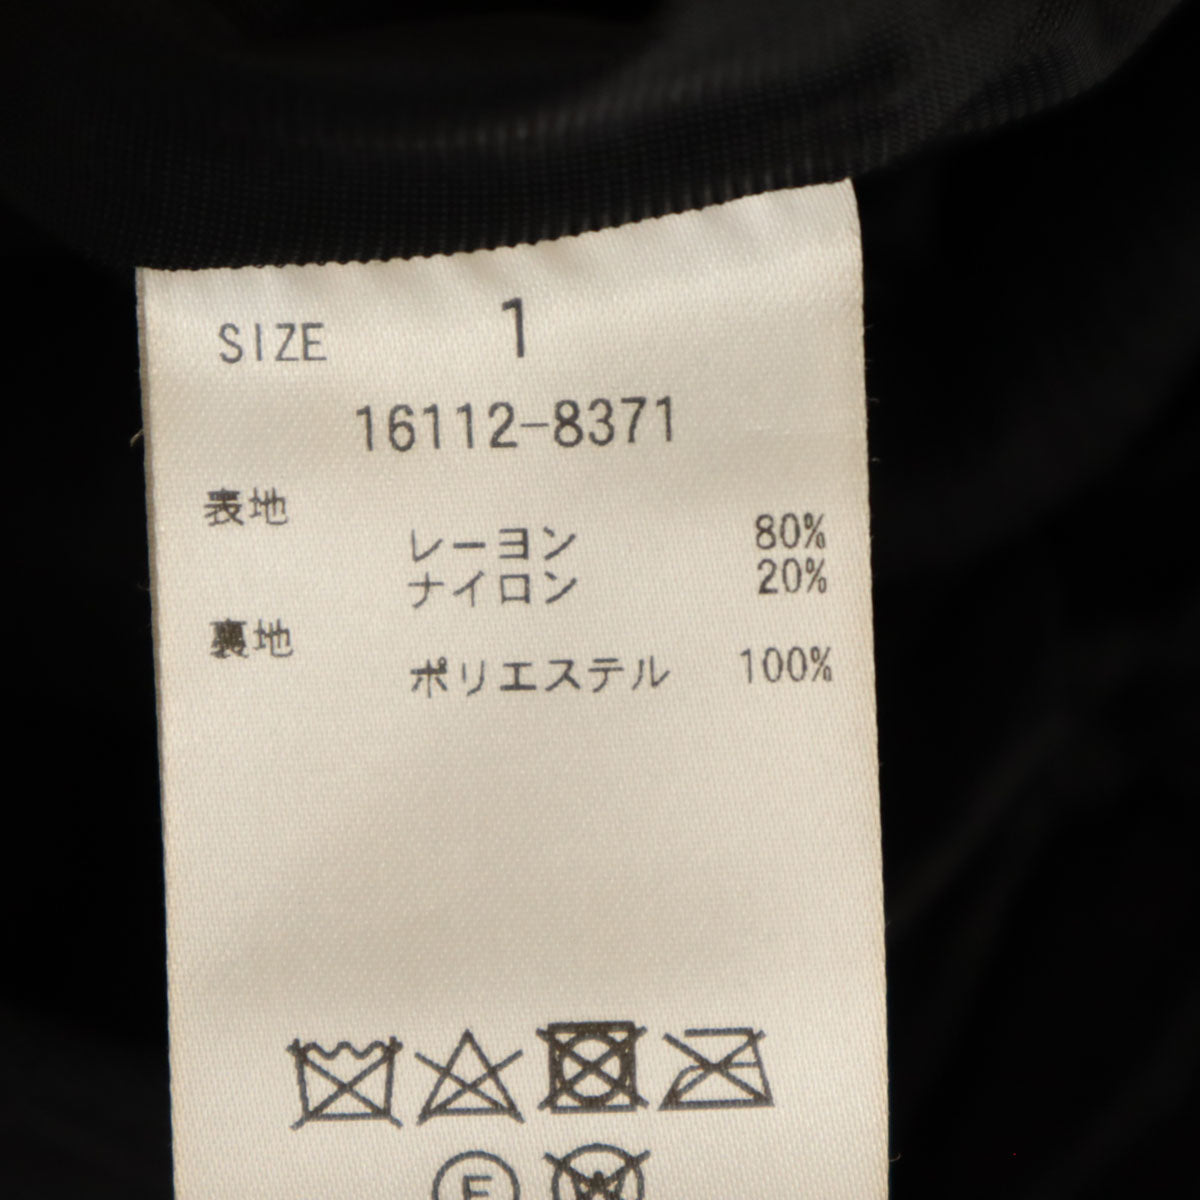 SIZE 1
16112-8371
表地
レーヨン 80%
ナイロン 20%
裏地
ポリエステル 100%